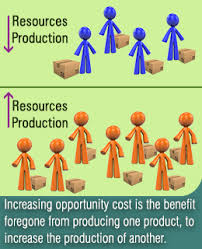 Resources
Production
Resources
Production
Increasing opportunity cost is the benefit
foregone from producing one product, to
increase the production of another.